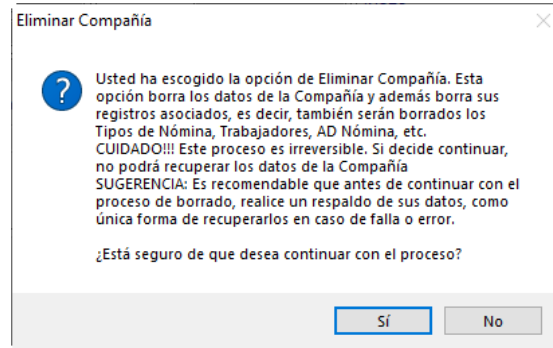 Eliminar Compañía
Usted ha escogido la opción de Eliminar Compañía. Esta
opción borra los datos de la Compañía y además borra sus
registros asociados, es decir, también serán borrados los
Tipos de Nómina, Trabajadores, AD Nómina, etc.
CUIDADO!!! Este proceso es irreversible. Si decide continuar,
no podrá recuperar los datos de la Compañía
SUGERENCIA: Es recomendable que antes de continuar con el
proceso de borrado, realice un respaldo de sus datos, como
única forma de recuperarlos en caso de falla o error.
¿Está seguro de que desea continuar con el proceso?
Sí
No